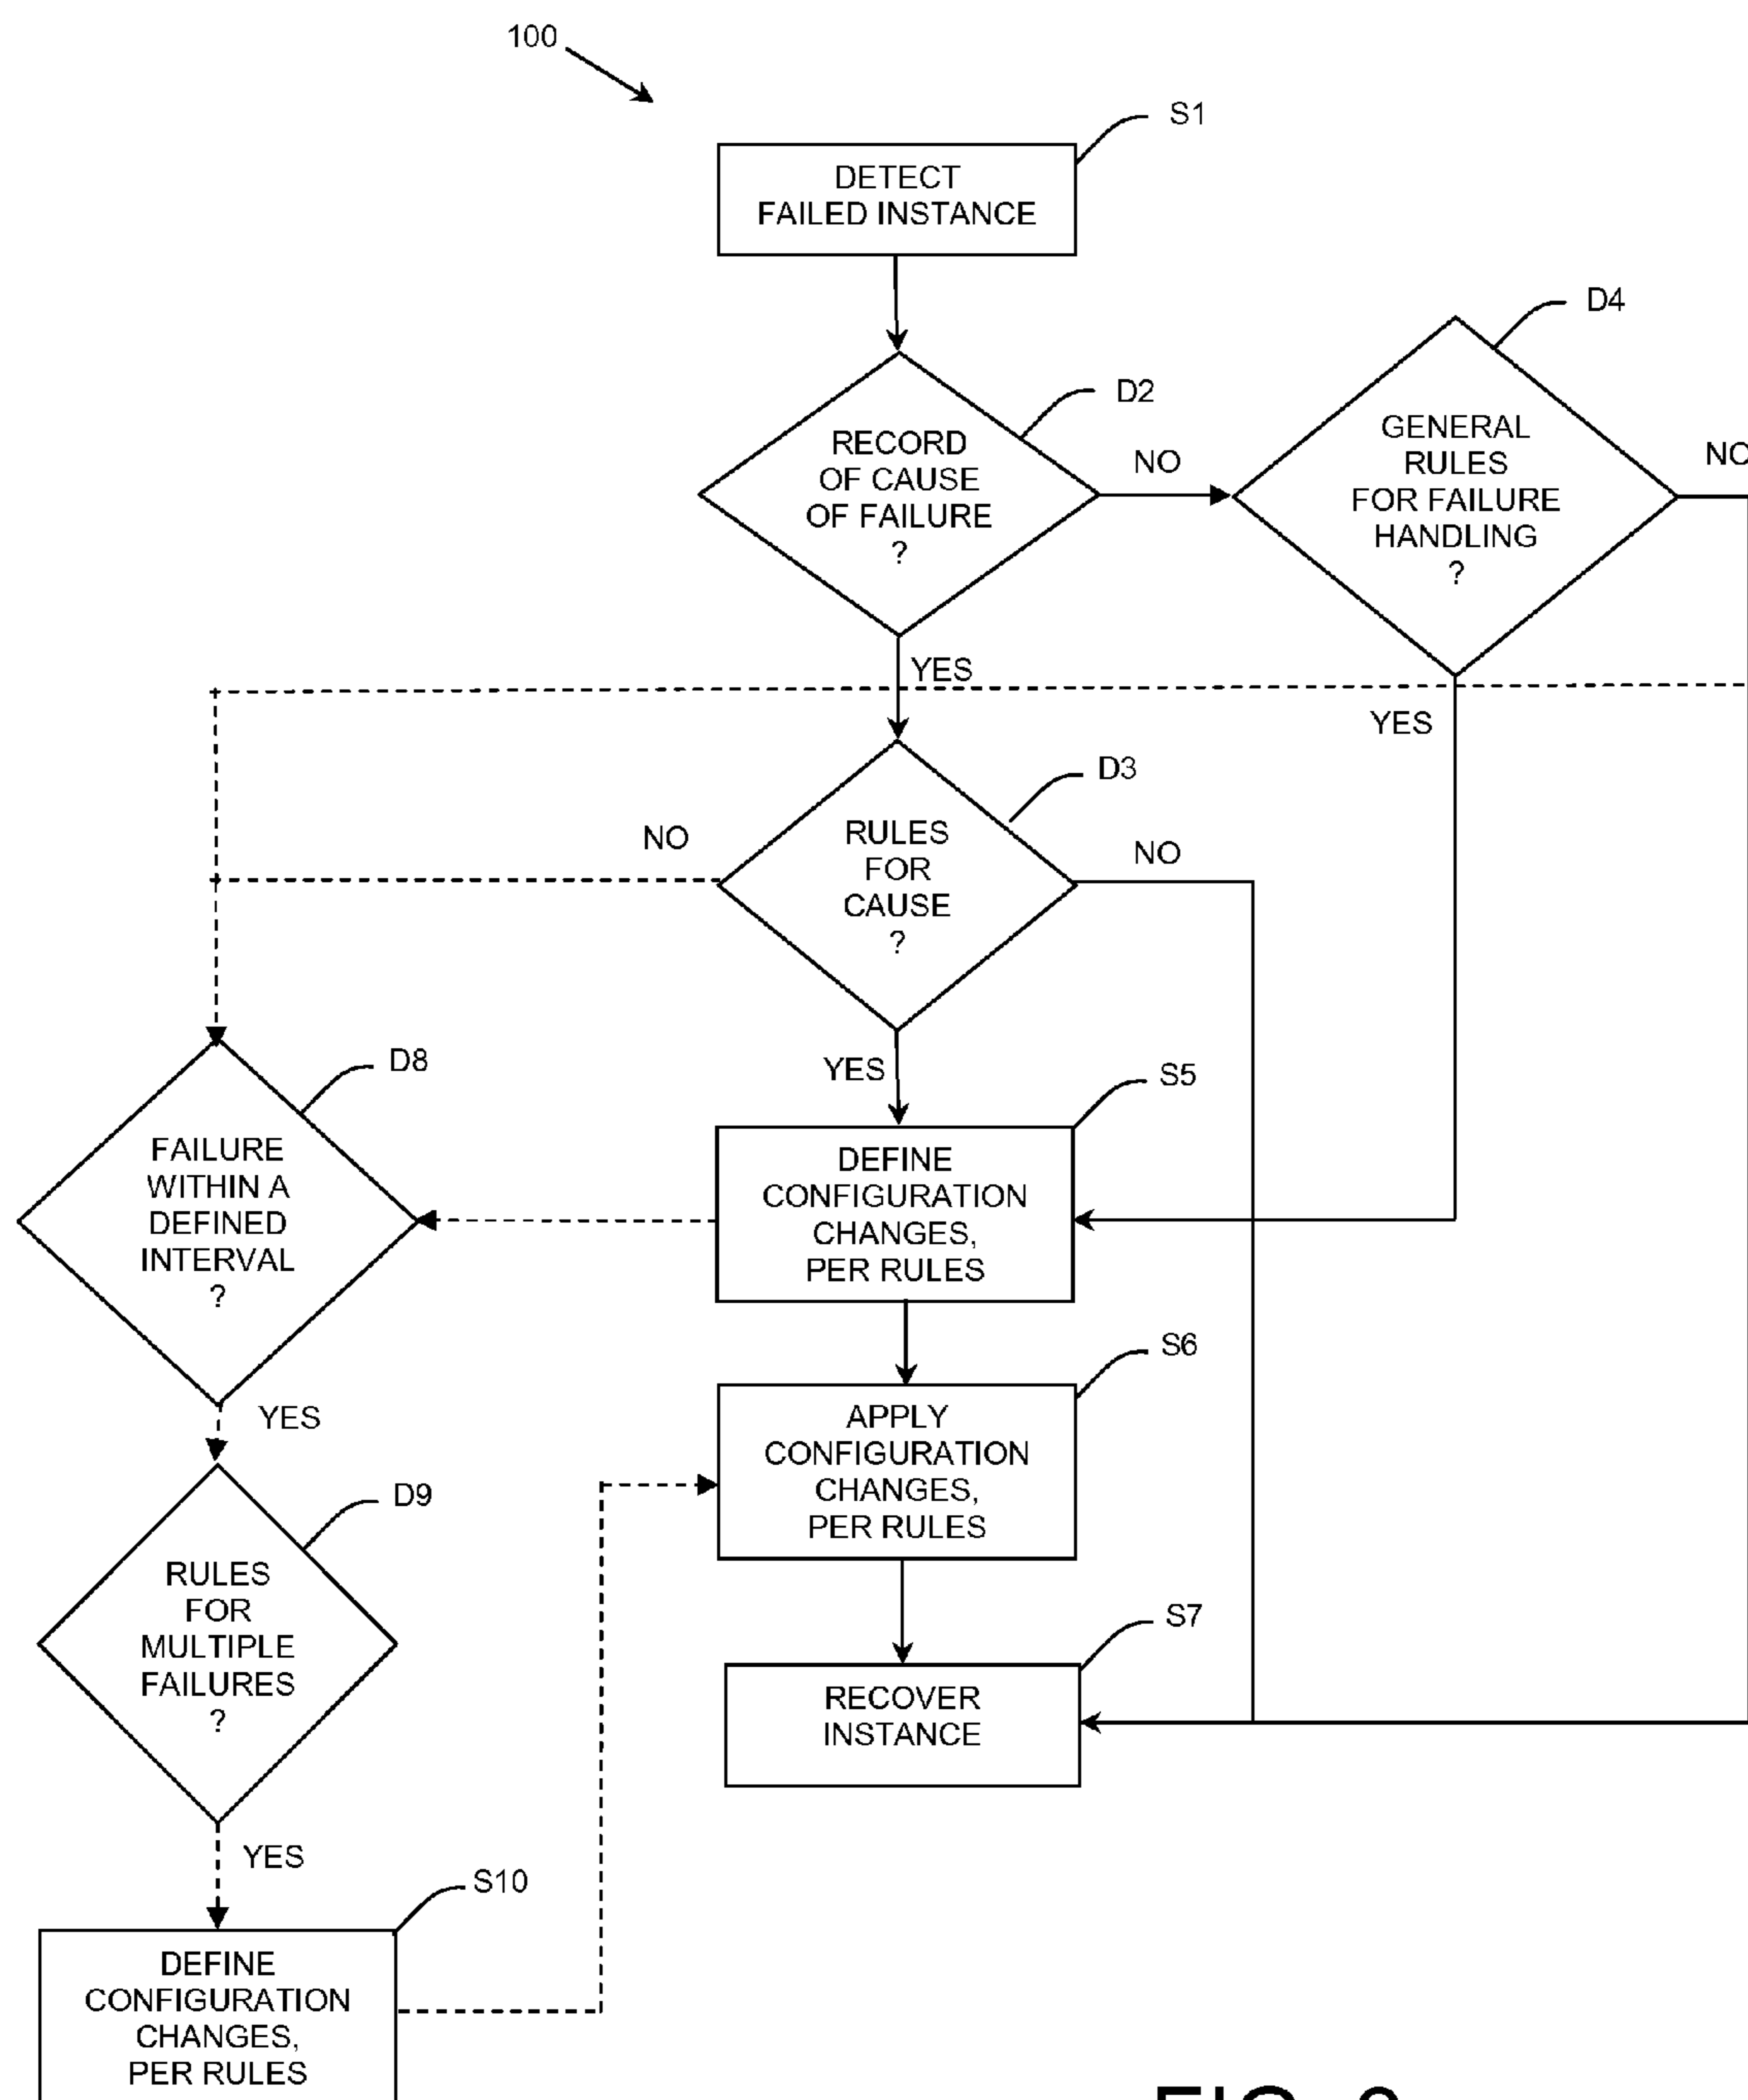 100
S1
DETECT
FAILED INSTANCE
D4
D2
RECORD
OF CAUSE
OF FAILURE
?
NO
GENERAL
RULES
FOR FAILURE
HANDLING
?
NO
YES
YES
D3
NO
RULES
FOR
CAUSE
?
NO
YES
D8
S5
FAILURE
WITHIN A
DEFINED
INTERVAL
?
DEFINE
CONFIGURATION
CHANGES,
PER RULES
S6
YES
APPLY
CONFIGURATION
CHANGES,
PER RULES
D9
RULES
FOR
MULTIPLE
FAILURES
?
S7
RECOVER
INSTANCE
YES
S10
DEFINE
CONFIGURATION
CHANGES,
PER RULES
FIG.